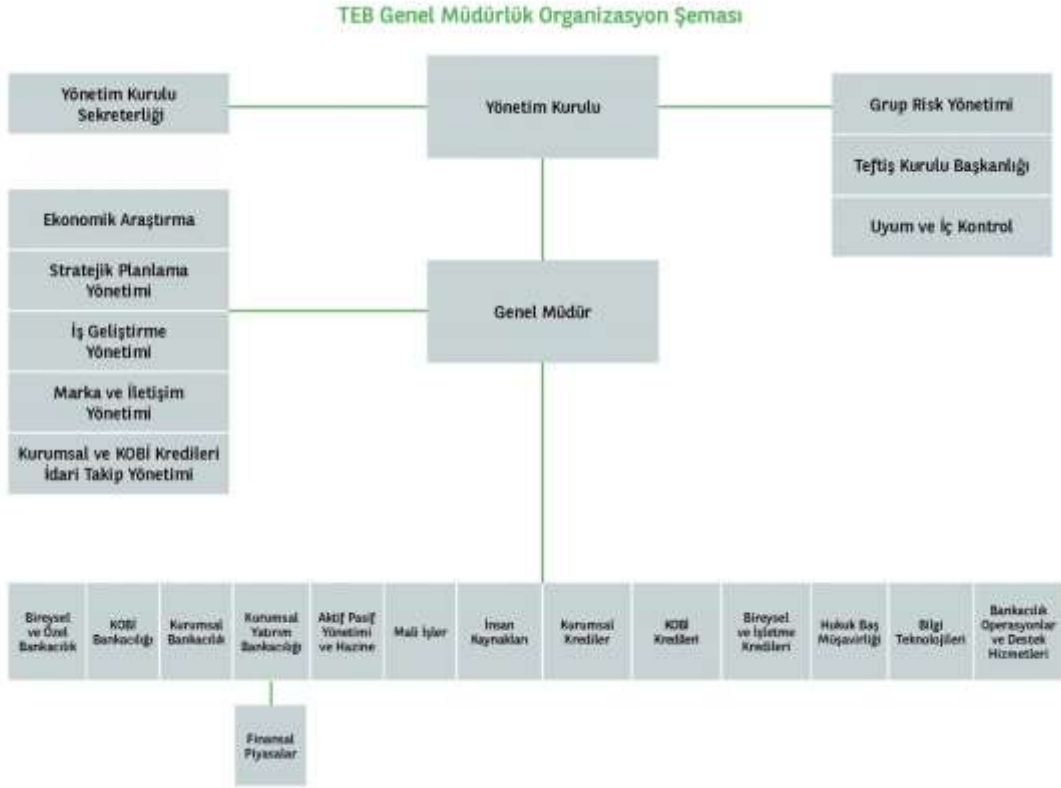 TEB Genel Müdürlük Organizasyon Şeması
Yönetim Kurulu
Sekreterliği
Yönetim Kurulu
Grup Risk Yönetimi
Teftiş Kurulu Başkanlığı
Uyum ve İç Kontrol
Ekonomik Araştırma
Stratejik Planlama
Yönetimi
İş Geliştirme
Yönetimi
Marka ve İletişim
Yönetimi
Kurumsal ve KOBİ Kredileri
İdari Takip Yönetimi
Genel Müdür
Bireysel
ve Özel
Bankacılık
KOBİ
Bankacılığı
Kurumsal
Bankacılık
Kurumsal
Yatırım
Bankacılığı
Aktif Pasif
Yönetimi
ve Hazine
Mali İşler
İnsan
Kaynakları
Kurumsal
Krediler
KOBİ
Kredileri
Bireysel
ve İşletme
Kredileri
Hukuk Baş
Müşavirliği
Bilgi
Teknolojileri
Bankacılık
Operasyonlar
ve Destek
Hizmetleri
Finansal
Piyasalar